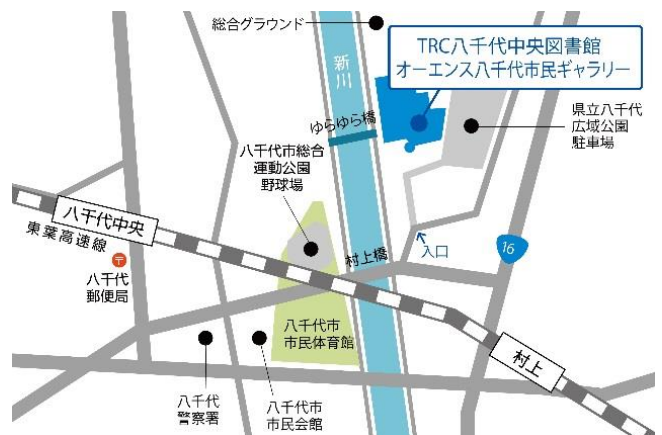 総合グラウンド
TRC八千代中央図書館
オーエンス八千代市民ギャラリー
新川
ゆらゆら橋
県立八千代
広域公園
駐車場
八千代市総合
運動公園
野球場
八千代中央
東葉高速線
〒
八千代
郵便局
村上橋
入口
16
八千代市
市民体育館
村上
八千代
警察署
八千代市
市民会館